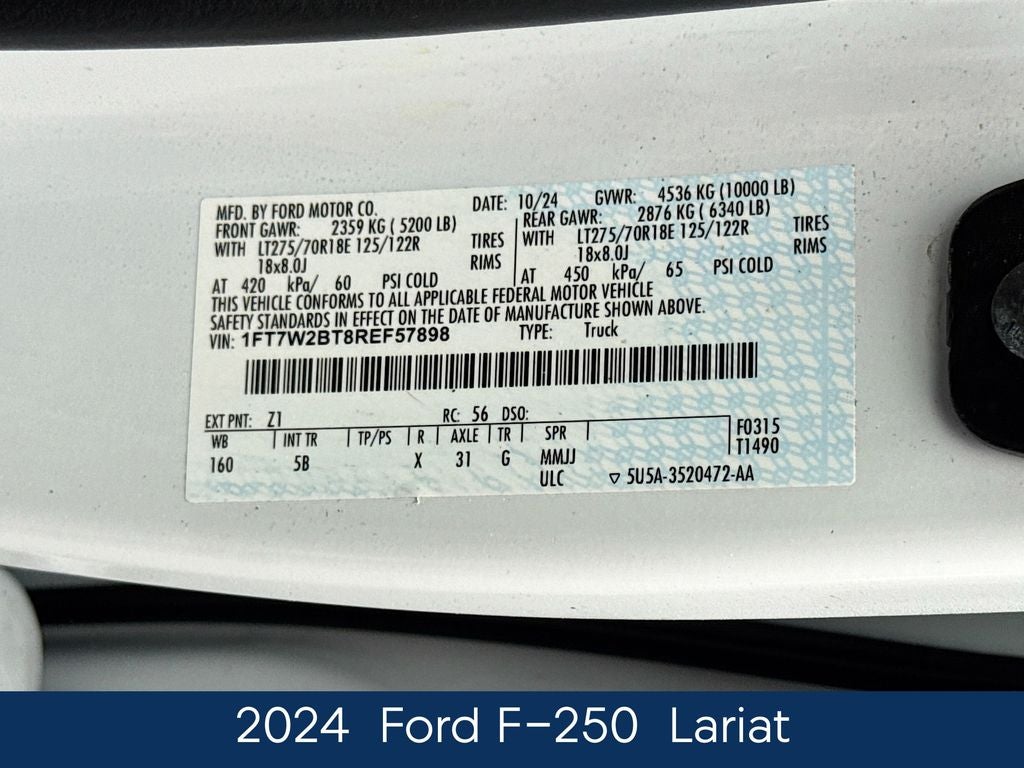 MFD. BY FORD MOTOR CO. DATE: 10/24 GVWR: 4536 KG (10000 LB)
FRONT GAWR: 2359 KG ( 5200 LB) REAR GAWR: 2876 KG ( 6340 LB)
WITH LT275/70R18E 125/122R TIRES WITH LT275/70R18E 125/122R TIRES
18x8.0J RIMS 18x8.0J RIMS
AT 420 kPa/ 60 PSI COLD AT 450 kPa/ 65 PSI COLD
THIS VEHICLE CONFORMS TO ALL APPLICABLE FEDERAL MOTOR VEHICLE
SAFETY STANDARDS IN EFFECT ON THE DATE OF MANUFACTURE SHOWN ABOVE.
VIN: 1FT7W2BT8REF57898 TYPE: Truck
EXT PNT: Z1 RC: 56 DSO:
WB INT TR TP/PS R AXLE TR SPR F0315
160 5B X 31 G MMJJ T1490
ULC ▽ 5U5A-3520472-AA
2024 Ford F-250 Lariat